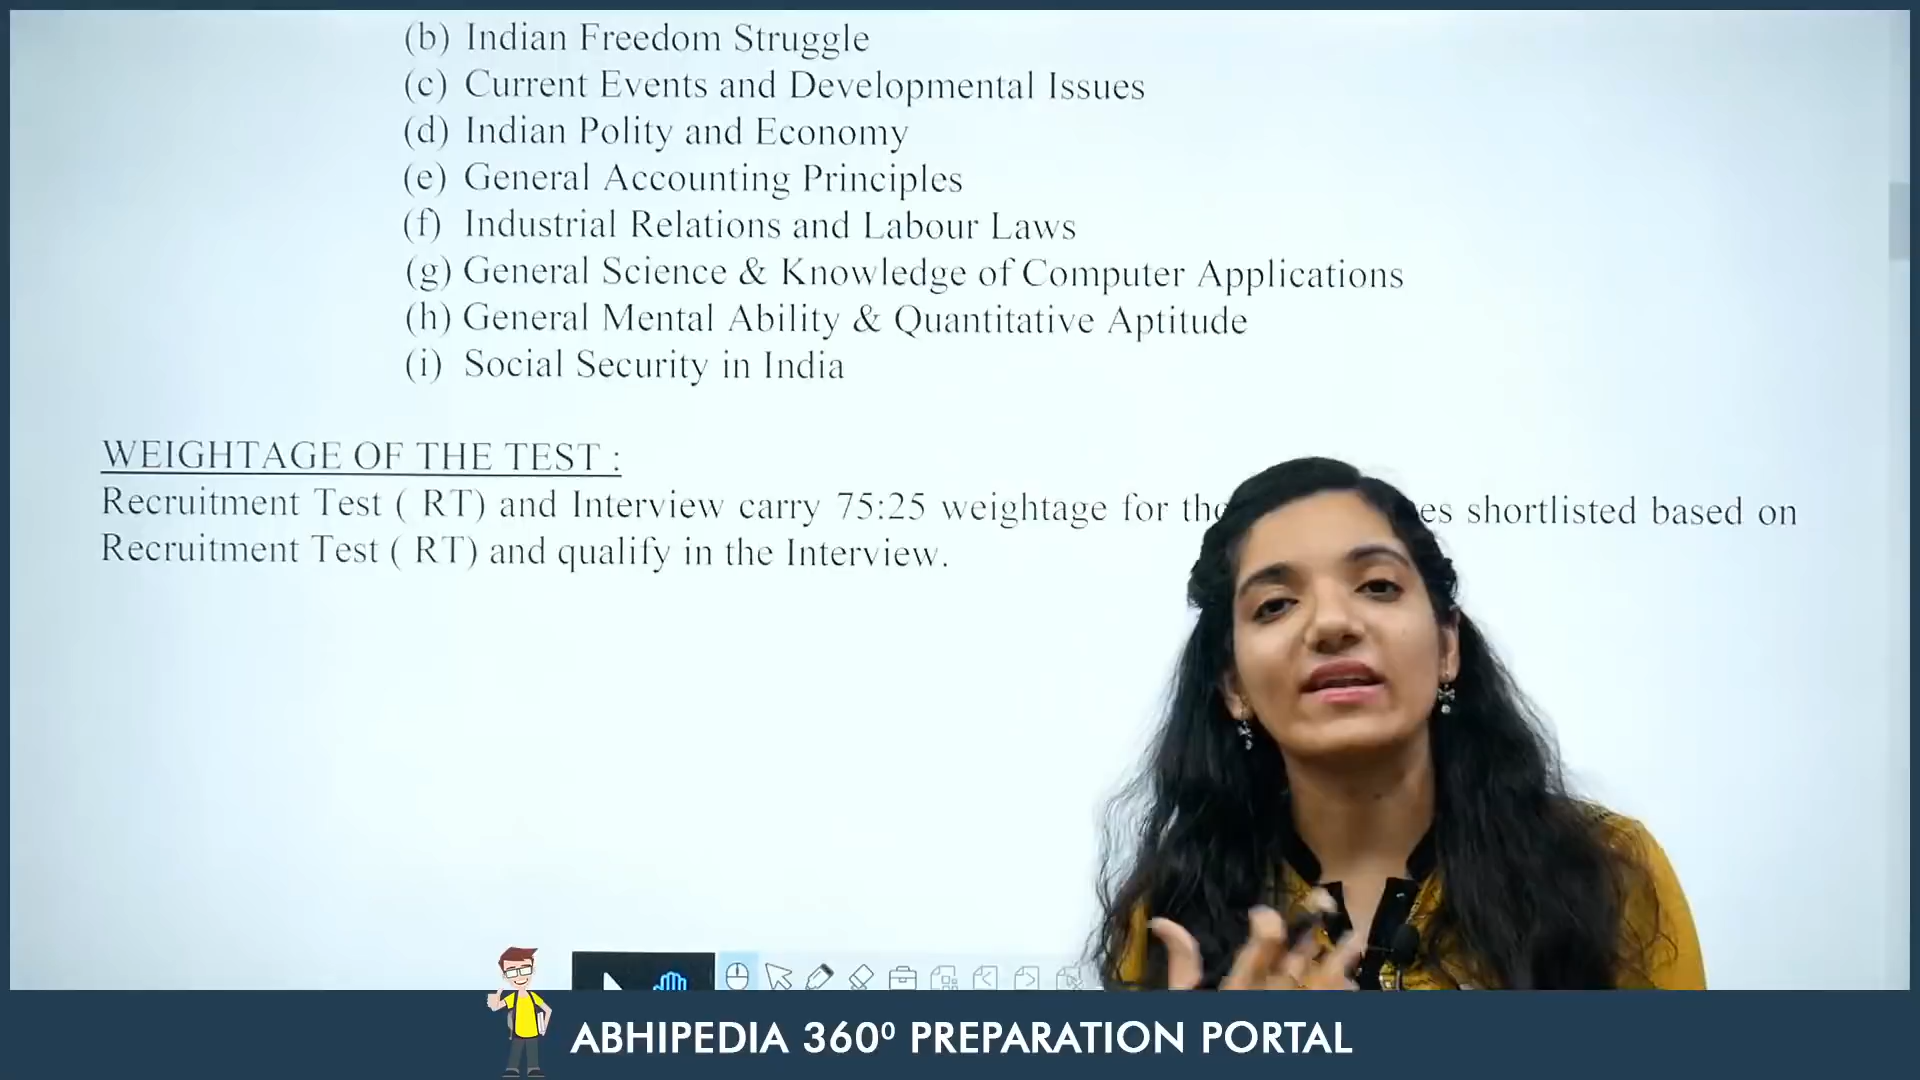 (b) Indian Freedom Struggle
(c) Current Events and Developmental Issues
(d) Indian Polity and Economy
(e) General Accounting Principles
(f) Industrial Relations and Labour Laws
(g) General Science & Knowledge of Computer Applications
(h) General Mental Ability & Quantitative Aptitude
(i) Social Security in India
WEIGHTAGE OF THE TEST :
Recruitment Test ( RT) and Interview carry 75:25 weightage for shortlisted based on
Recruitment Test ( RT) and qualify in the Interview.
ABHIPEDIA 360⁰ PREPARATION PORTAL